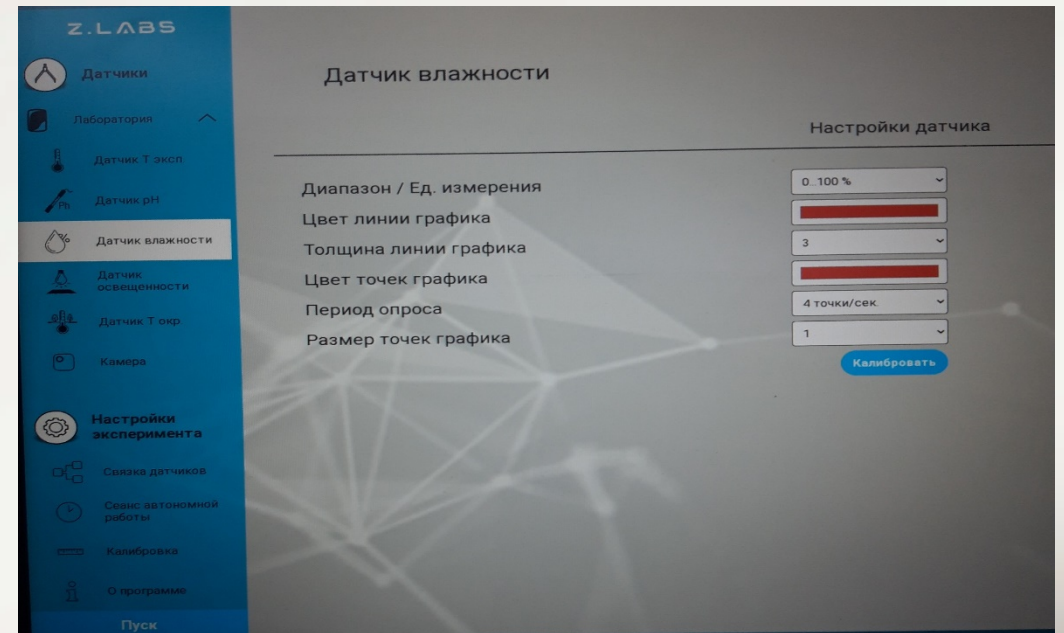 Z.LABS
Датчики
Лаборатория
Датчик Т эксп
Датчик pH
Датчик влажности
Датчик
освещенности
Датчик Т окр
Камера
Настройки
эксперимента
Связка датчиков
Сеанс автономной
работы
Калибровка
О программе
Пуск
Датчик влажности
Настройки датчика
Диапазон / Ед. измерения
0...100 %
Цвет линии графика
Толщина линии графика
3
Цвет точек графика
Период опроса
4 точки/сек.
Размер точек графика
1
Калибровать